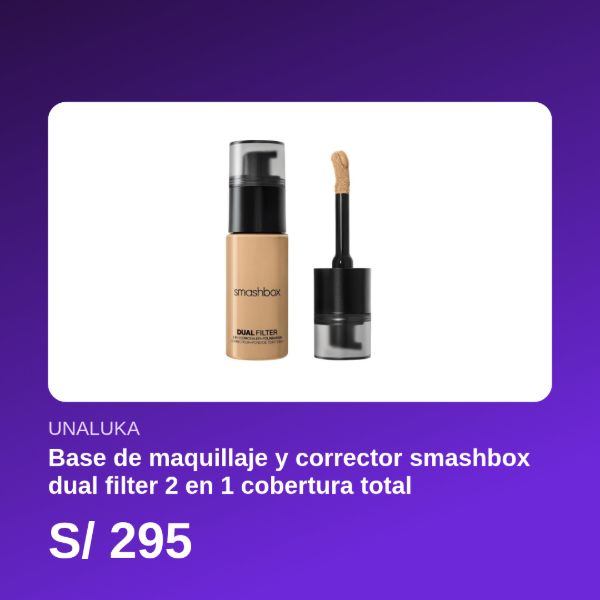 smashbox
DUAL FILTER
UNALUKA
Base de maquillaje y corrector smashbox
dual filter 2 en 1 cobertura total
S/ 295